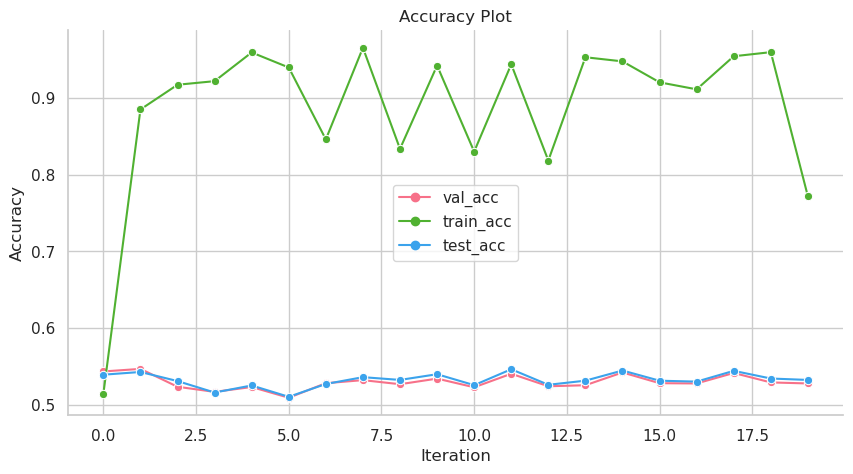 Accuracy Plot
Accuracy
0.9
0.8
0.7
0.6
0.5
val_acc
train_acc
test_acc
0.0 2.5 5.0 7.5 10.0 12.5 15.0 17.5
Iteration